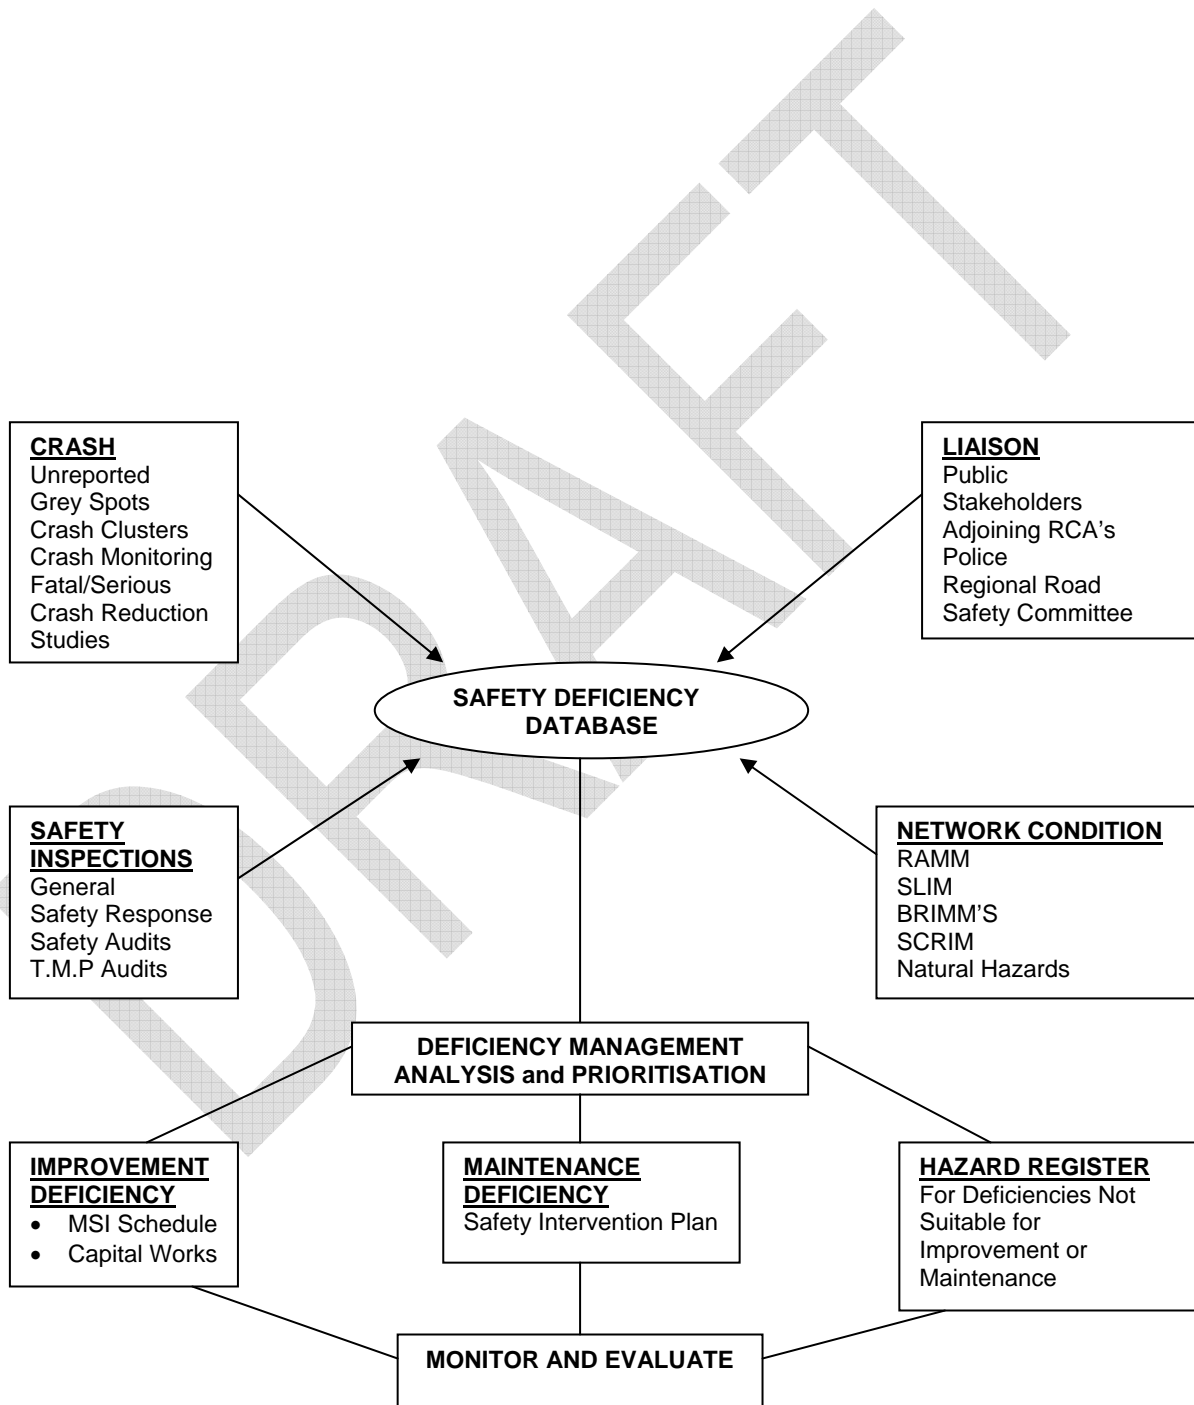 DRAFT
CRASH
Unreported
Grey Spots
Crash Clusters
Crash Monitoring
Fatal/Serious
Crash Reduction
Studies
LIAISON
Public
Stakeholders
Adjoining RCA's
Police
Regional Road
Safety Committee
SAFETY DEFICIENCY
DATABASE
SAFETY
INSPECTIONS
General
Safety Response
Safety Audits
T.M.P Audits
NETWORK CONDITION
RAMM
SLIM
BRIMM'S
SCRIM
Natural Hazards
DEFICIENCY MANAGEMENT
ANALYSIS and PRIORITISATION
IMPROVEMENT
DEFICIENCY
• MSI Schedule
• Capital Works
MAINTENANCE
DEFICIENCY
Safety Intervention Plan
HAZARD REGISTER
For Deficiencies Not
Suitable for
Improvement or
Maintenance
MONITOR AND EVALUATE